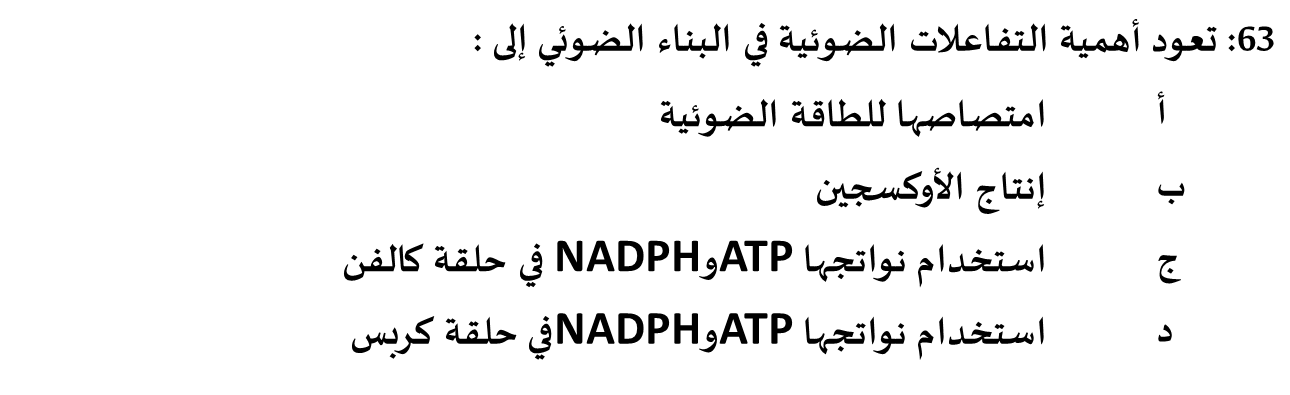 63: تعود أهمية التفاعلات الضوئية في البناء الضوئي إلى :
أ امتصاصها للطاقة الضوئية
ب إنتاج الأوكسجين
ج استخدام نواتجها ATPوNADPH في حلقة كالفن
د استخدام نواتجها ATPوNADPHفي حلقة كربس